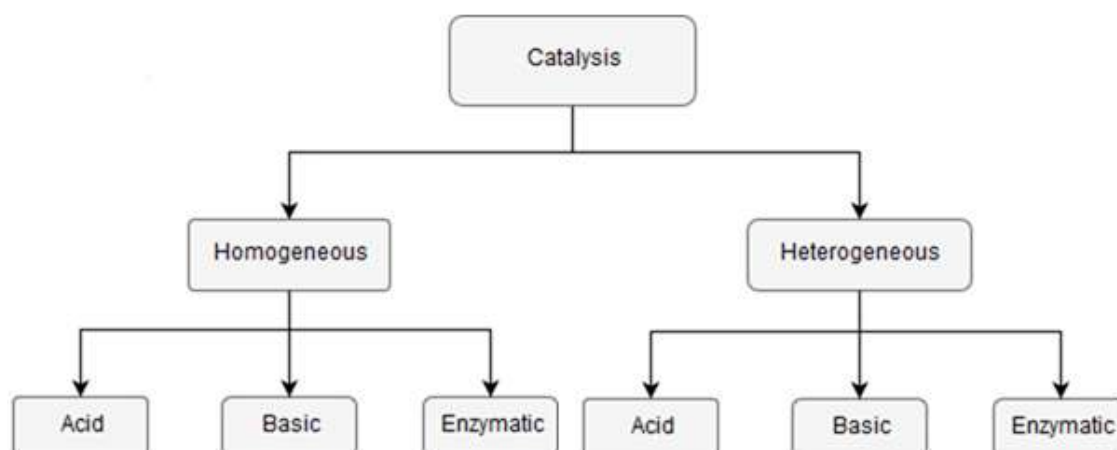 Catalysis
Homogeneous
Heterogeneous
Acid
Basic
Enzymatic
Acid
Basic
Enzymatic